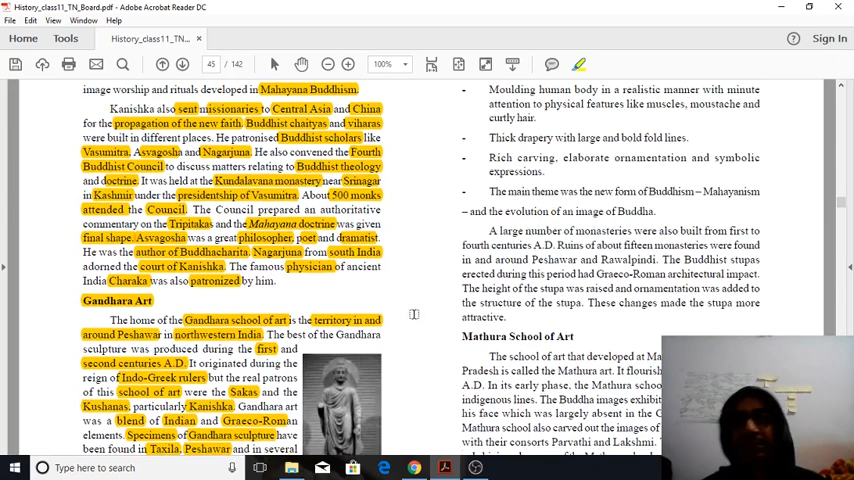 History_class11_TN_Board.pdf - Adobe Acrobat Reader DC
File Edit View Window Help
Home Tools History_class11_TN... × Sign In
45 / 142 100%
image worship and rituals developed in Mahayana Buddhism.
Kanishka also sent missionaries to Central Asia and China
for the propagation of the new faith. Buddhist chaityas and viharas
were built in different places. He patronised Buddhist scholars like
Vasumitra, Asvagosha and Nagarjuna. He also convened the Fourth
Buddhist Council to discuss matters relating to Buddhist theology
and doctrine. It was held at the Kundalavana monastery near Srinagar
in Kashmir under the presidentship of Vasumitra. About 500 monks
attended the Council. The Council prepared an authoritative
commentary on the Tripitakas and the Mahayana doctrine was given
final shape. Asvagosha was a great philosopher, poet and dramatist.
He was the author of Buddhacharita. Nagarjuna from south India
adorned the court of Kanishka. The famous physician of ancient
India Charaka was also patronized by him.
Gandhara Art
The home of the Gandhara school of art is the territory in and
around Peshawar in northwestern India. The best of the Gandhara
sculpture was produced during the first and
second centuries A.D. It originated during the
reign of Indo-Greek rulers but the real patrons
of this school of art were the Sakas and the
Kushanas, particularly Kanishka. Gandhara art
was a blend of Indian and Graeco-Roman
elements. Specimens of Gandhara sculpture have
been found in Taxila, Peshawar and in several
- Moulding human body in a realistic manner with minute
attention to physical features like muscles, moustache and
curtly hair.
- Thick drapery with large and bold fold lines.
- Rich carving, elaborate ornamentation and symbolic
expressions.
- The main theme was the new form of Buddhism – Mahayanism
– and the evolution of an image of Buddha.
A large number of monasteries were also built from first to
fourth centuries A.D. Ruins of about fifteen monasteries were found
in and around Peshawar and Rawalpindi. The Buddhist stupas
erected during this period had Graeco-Roman architectural impact.
The height of the stupa was raised and ornamentation was added to
the structure of the stupa. These changes made the stupa more
attractive.
Mathura School of Art
The school of art that developed at
Pradesh is called the Mathura art. It flourish
A.D. In its early phase, the Mathura schoo
indigenous lines. The Buddha images exhibit
his face which was largely absent in the G
Mathura school also carved out the images of
with their consorts Parvathi and Lakshmi.
Type here to search